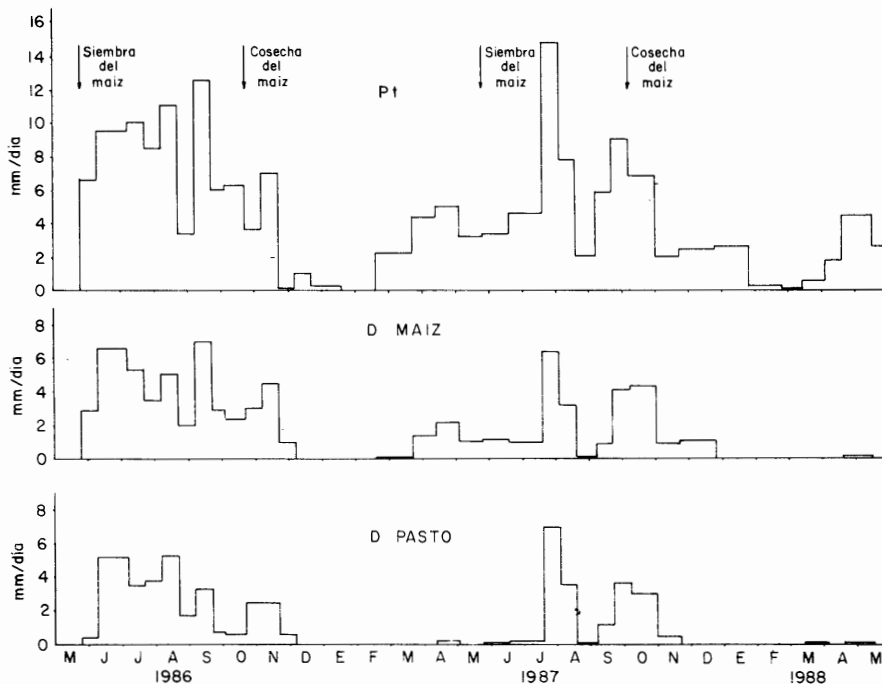 16
14
12
10
8
6
4
2
0
mm/dia
Siembra
del
maiz
Cosecha
del
maiz
Pt
Siembra
del
maiz
Cosecha
del
maiz
8
6
4
2
0
mm/dia
D MAIZ
8
6
4
2
0
mm/dia
D PASTO
M J J A S O N D E F M A M J J A S O N D E F M A M
1986 1987 1988